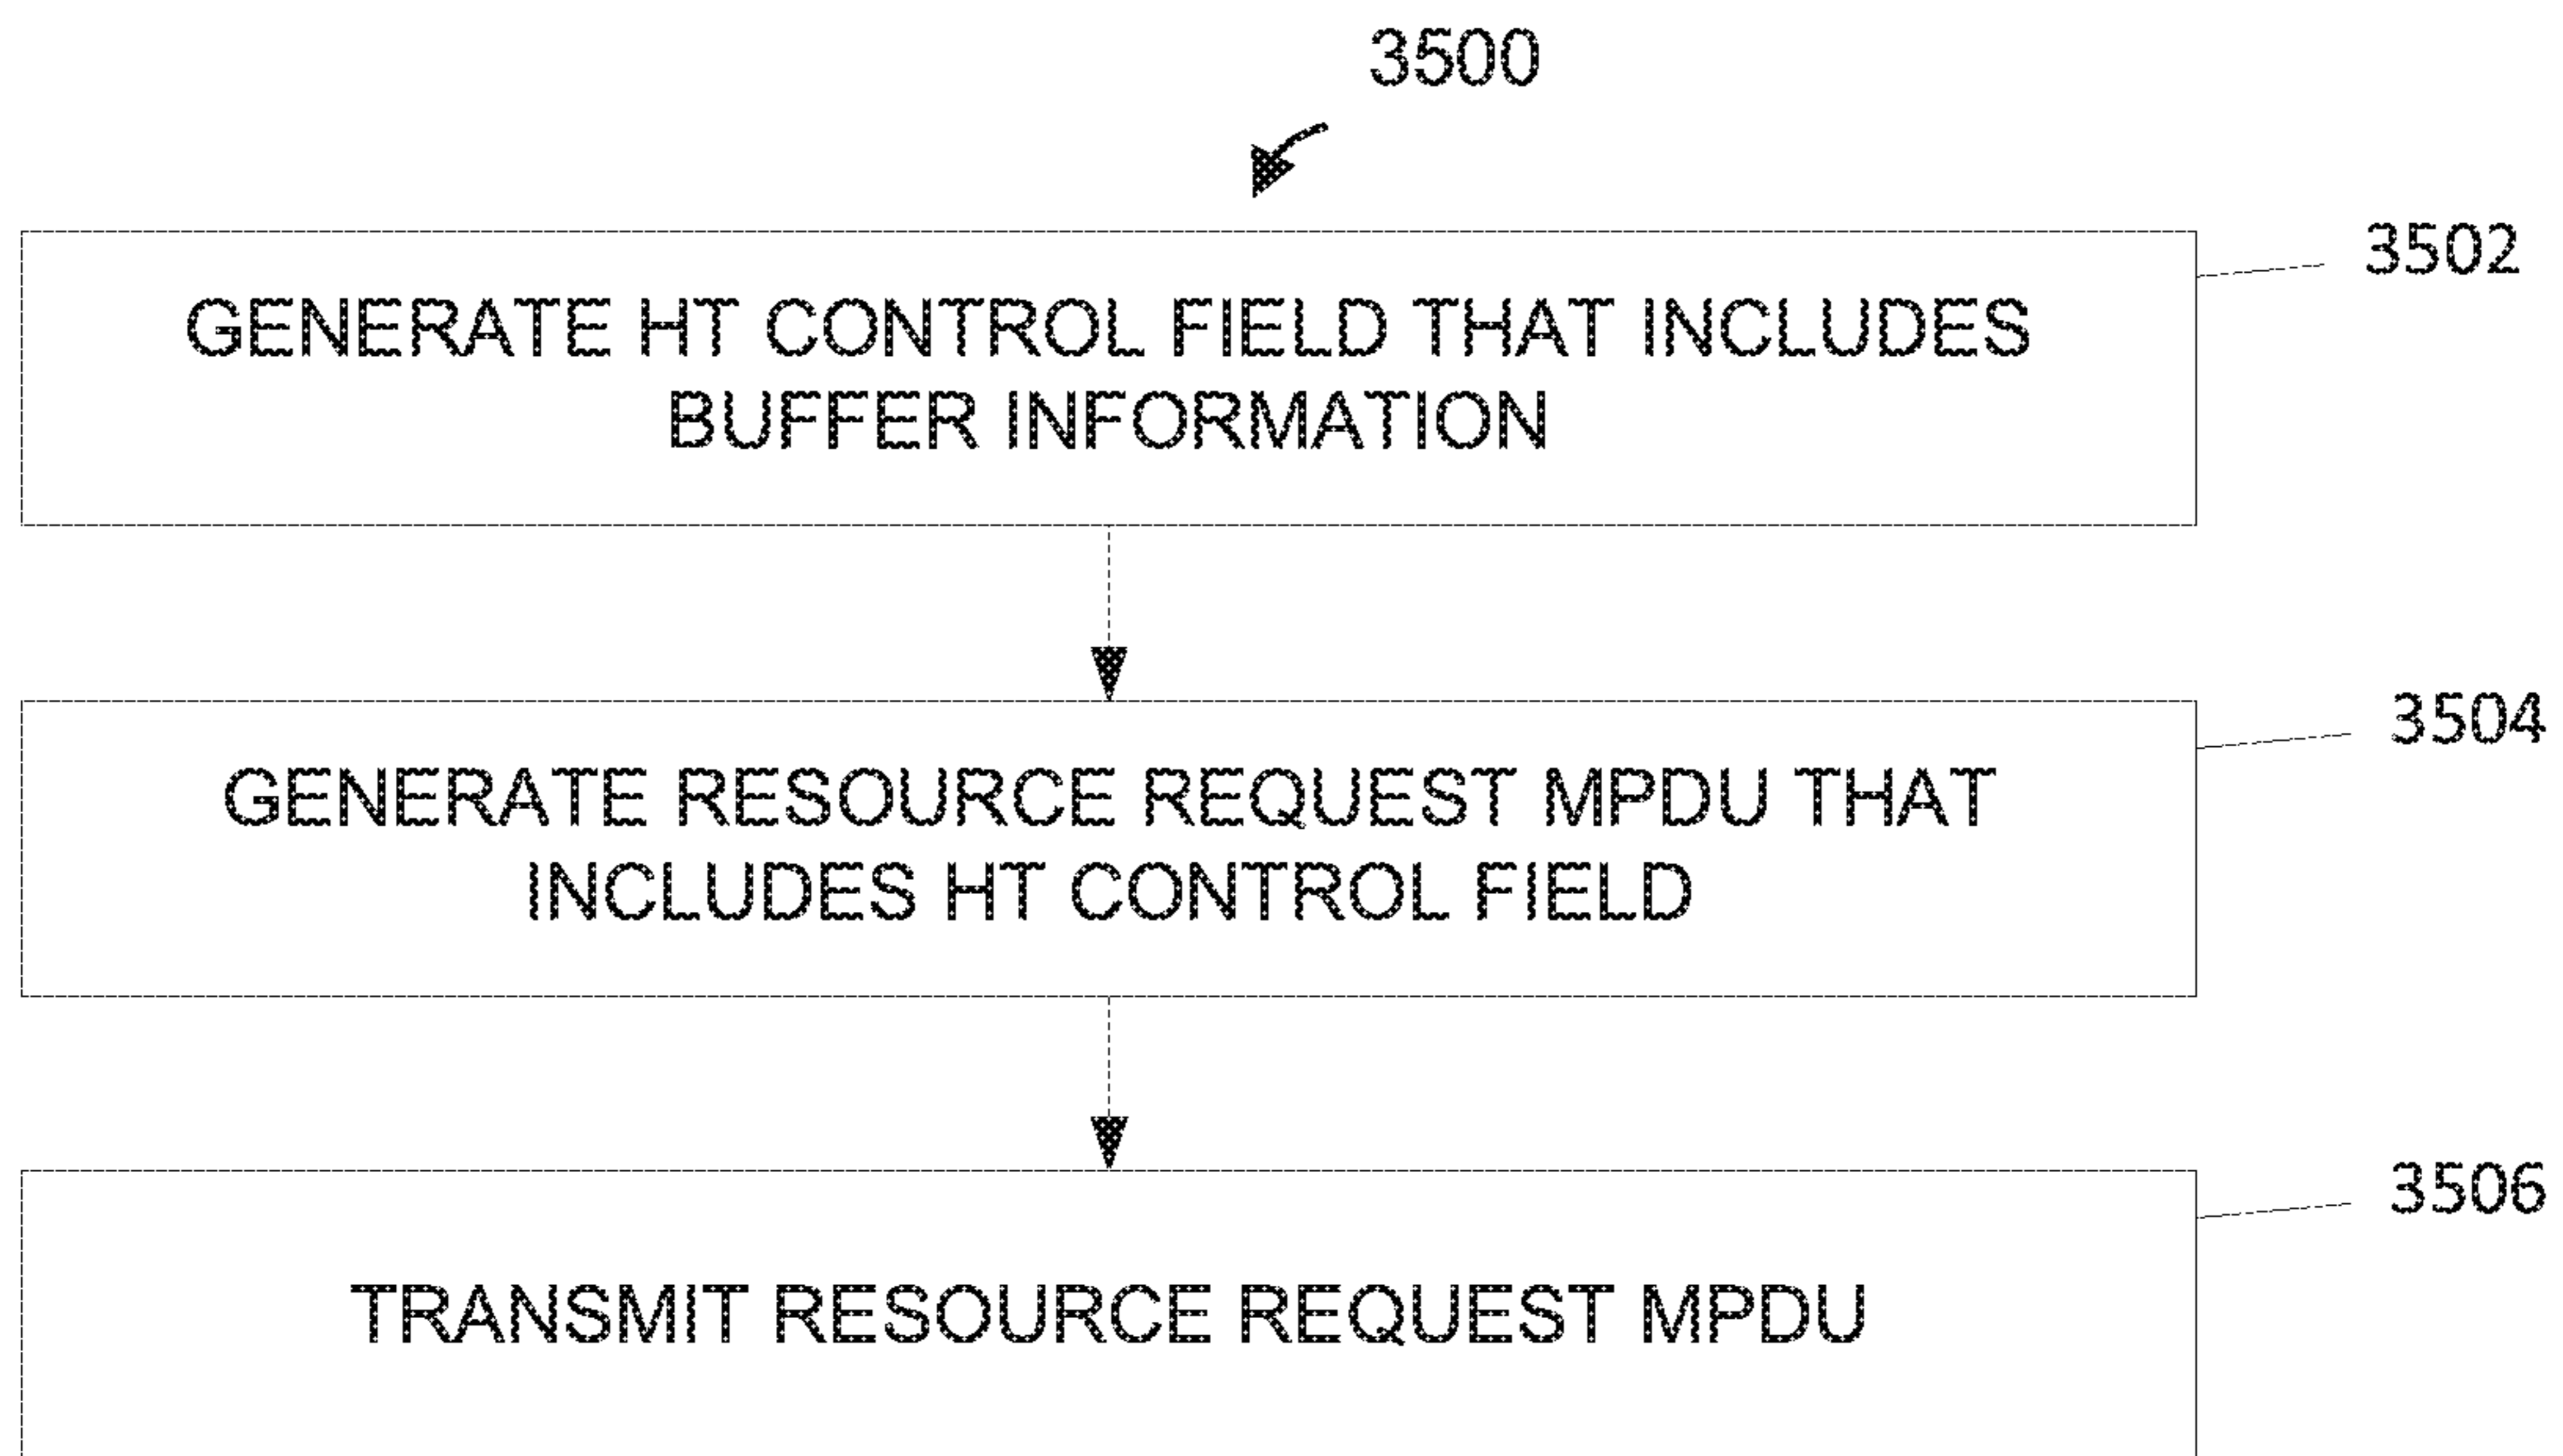 3500
3502
GENERATE HT CONTROL FIELD THAT INCLUDES
BUFFER INFORMATION
3504
GENERATE RESOURCE REQUEST MPDU THAT
INCLUDES HT CONTROL FIELD
3506
TRANSMIT RESOURCE REQUEST MPDU